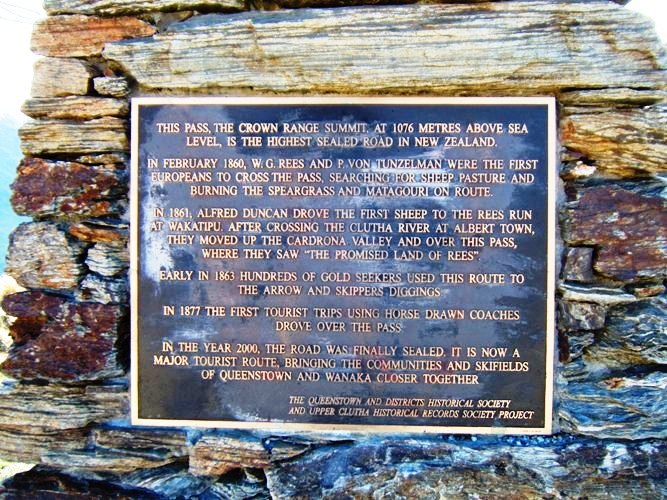 THIS PASS, THE CROWN RANGE SUMMIT, AT 1076 METRES ABOVE SEA
LEVEL, IS THE HIGHEST SEALED ROAD IN NEW ZEALAND.
IN FEBRUARY 1860, W. G. REES AND P. VON TUNZELMAN WERE THE FIRST
EUROPEANS TO CROSS THE PASS, SEARCHING FOR SHEEP PASTURE AND
BURNING THE SPEARGRASS AND MATAGOURI ON ROUTE.
IN 1861, ALFRED DUNCAN DROVE THE FIRST SHEEP TO THE REES RUN
AT WAKATIPU. AFTER CROSSING THE CLUTHA RIVER AT ALBERT TOWN,
THEY MOVED UP THE CARDRONA VALLEY AND OVER THIS PASS,
WHERE THEY SAW "THE PROMISED LAND OF REES".
EARLY IN 1863 HUNDREDS OF GOLD SEEKERS USED THIS ROUTE TO
THE ARROW AND SKIPPERS DIGGINGS
IN 1877 THE FIRST TOURIST TRIPS USING HORSE DRAWN COACHES
DROVE OVER THE PASS
IN THE YEAR 2000, THE ROAD WAS FINALLY SEALED. IT IS NOW A
MAJOR TOURIST ROUTE, BRINGING THE COMMUNITIES AND SKIFIELDS
OF QUEENSTOWN AND WANAKA CLOSER TOGETHER
THE QUEENSTOWN AND DISTRICTS HISTORICAL SOCIETY
AND UPPER CLUTHA HISTORICAL RECORDS SOCIETY PROJECT